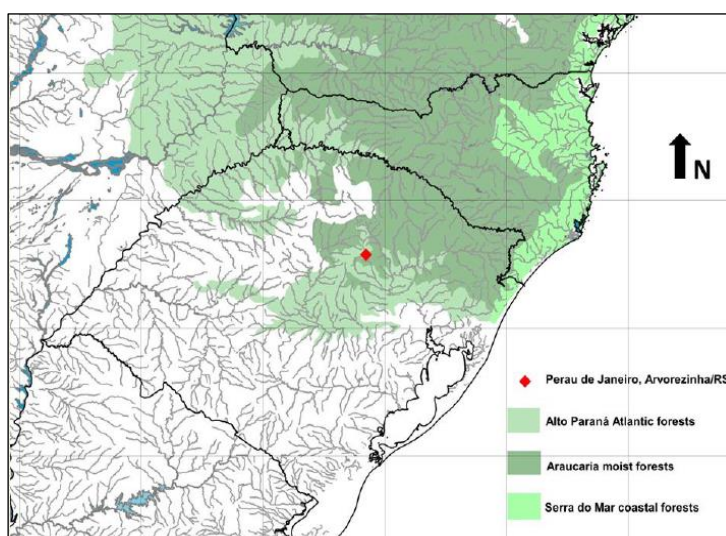 N
Perau de Janeiro, Arvorezinha/RS
Alto Paraná Atlantic forests
Araucaria moist forests
Serra do Mar coastal forests